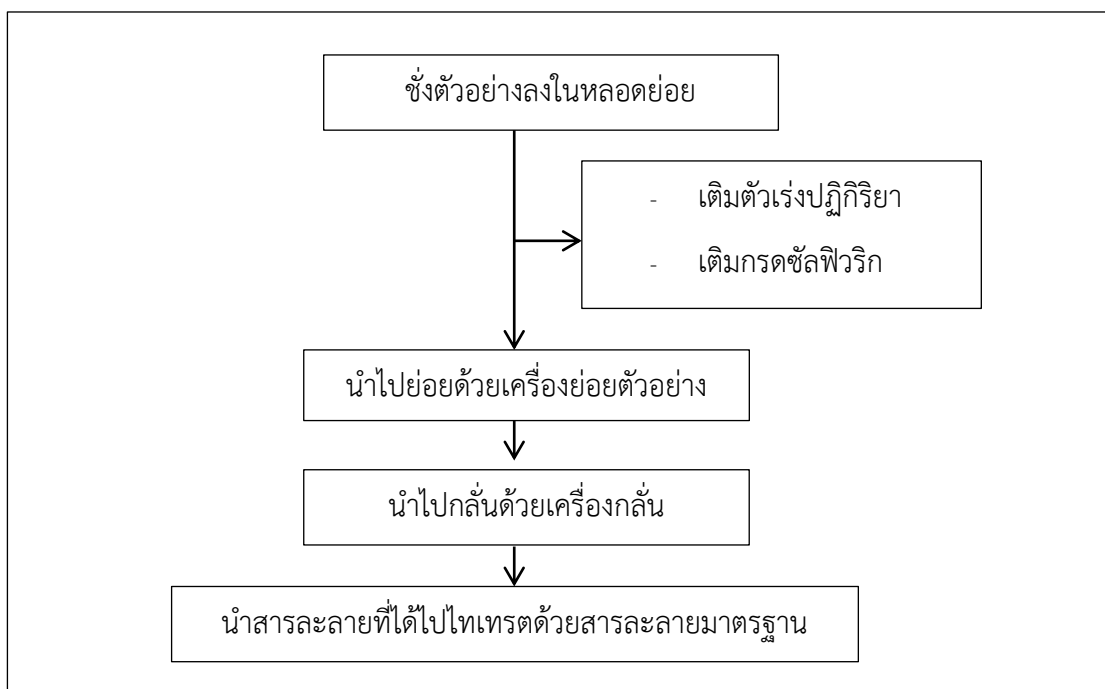 ชั่งตัวอย่างลงในหลอดย่อย
- เติมตัวเร่งปฏิกิริยา
- เติมกรดซัลฟิวริก
นำไปย่อยด้วยเครื่องย่อยตัวอย่าง
นำไปกลั่นด้วยเครื่องกลั่น
นำสารละลายที่ได้ไปไทเทรตด้วยสารละลายมาตรฐาน